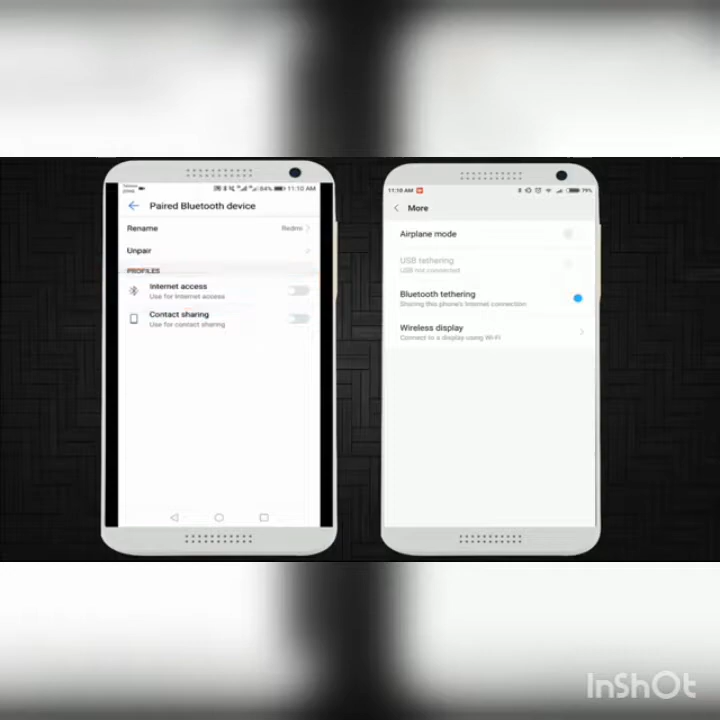 84% 11:10 AM
Paired Bluetooth device
Rename
Redmi
Unpair
PROFILES
Internet access
Use for Internet access
Contact sharing
Use for contact sharing
11:10 AM
79%
More
Airplane mode
USB tethering
USB not connected
Bluetooth tethering
Sharing this phone's Internet connection
Wireless display
Connect to a display using Wi-Fi
InShOt